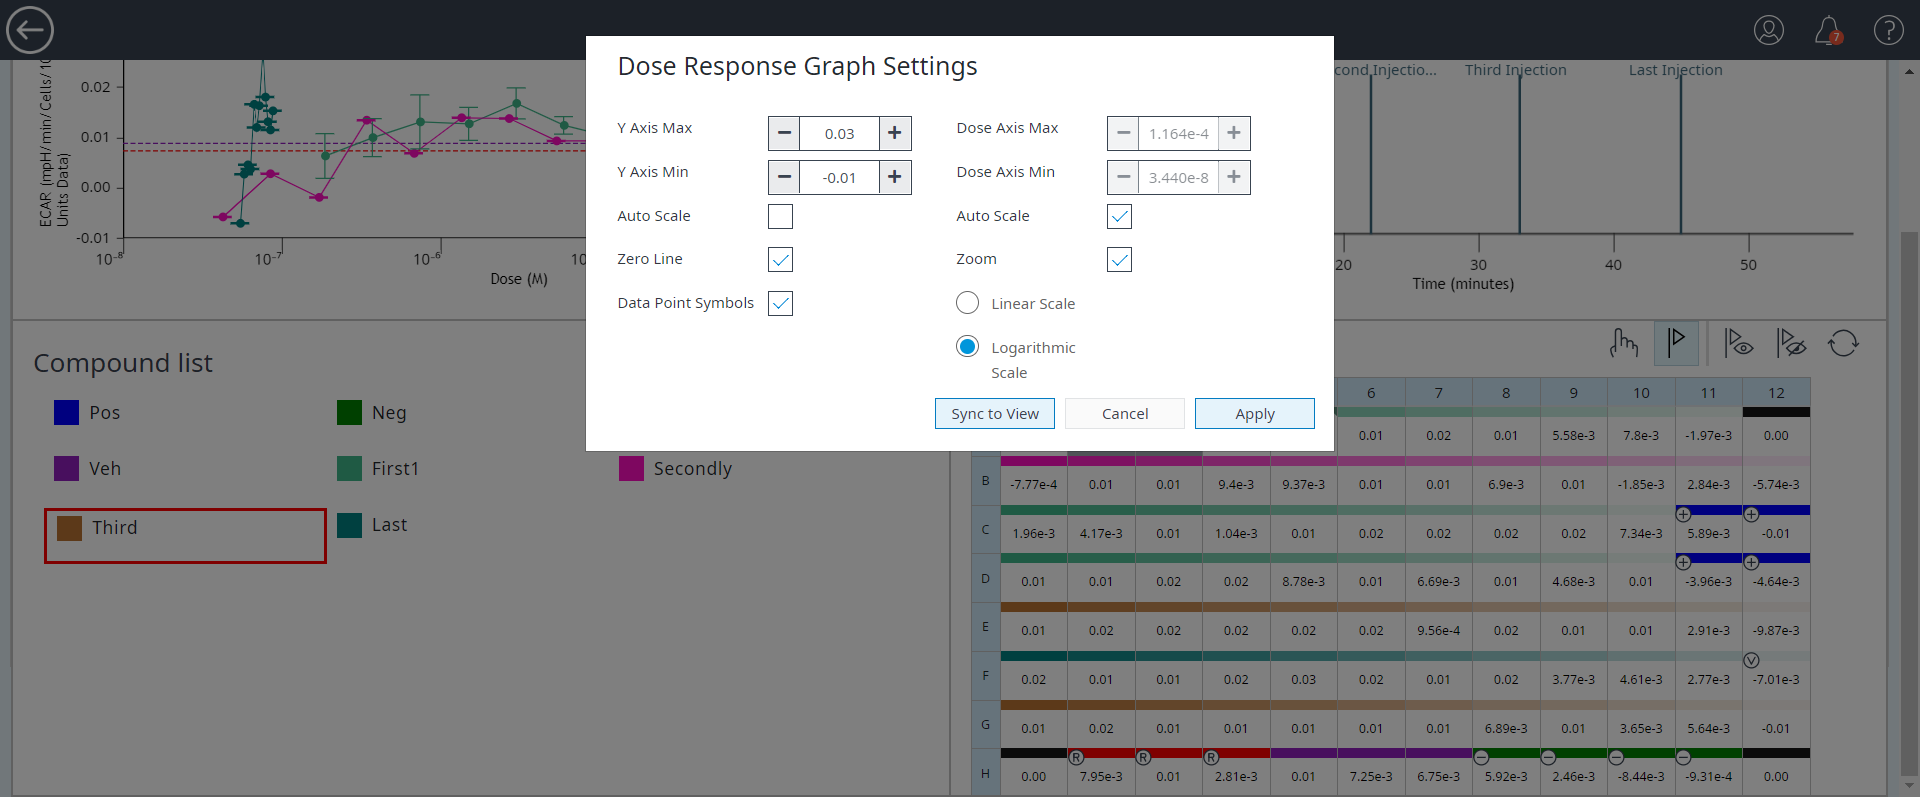 7
Dose Response Graph Settings
Y Axis Max 0.03 Dose Axis Max 1.164e-4
Y Axis Min -0.01 Dose Axis Min 3.440e-8
Auto Scale Auto Scale
Zero Line Zoom
Data Point Symbols Linear Scale
Logarithmic
Scale
Sync to View Cancel Apply
ECAR (mpH/min/Cells/10
Units Data)
0.02
0.01
0.00
-0.01
10⁻⁸ 10⁻⁷ 10⁻⁶ 10
Dose (M)
cond Injectio... Third Injection Last Injection
20 30 40 50
Time (minutes)
Compound list
Pos Neg
Veh First1 Secondly
Third Last
6 7 8 9 10 11 12
0.01 0.02 0.01 5.58e-3 7.8e-3 -1.97e-3 0.00
B -7.77e-4 0.01 0.01 9.4e-3 9.37e-3 0.01 0.01 6.9e-3 0.01 -1.85e-3 2.84e-3 -5.74e-3
C 1.96e-3 4.17e-3 0.01 1.04e-3 0.01 0.02 0.02 0.02 0.02 7.34e-3 5.89e-3 -0.01
D 0.01 0.01 0.02 0.02 8.78e-3 0.01 6.69e-3 0.01 4.68e-3 0.01 -3.96e-3 -4.64e-3
E 0.01 0.02 0.02 0.02 0.02 0.02 9.56e-4 0.02 0.01 0.01 2.91e-3 -9.87e-3
V
F 0.02 0.01 0.01 0.02 0.03 0.02 0.01 0.02 3.77e-3 4.61e-3 2.77e-3 -7.01e-3
G 0.01 0.02 0.01 0.01 0.01 0.01 0.01 6.89e-3 0.01 3.65e-3 5.64e-3 -0.01
R R R
H 0.00 7.95e-3 0.01 2.81e-3 0.01 7.25e-3 6.75e-3 5.92e-3 2.46e-3 -8.44e-3 -9.31e-4 0.00